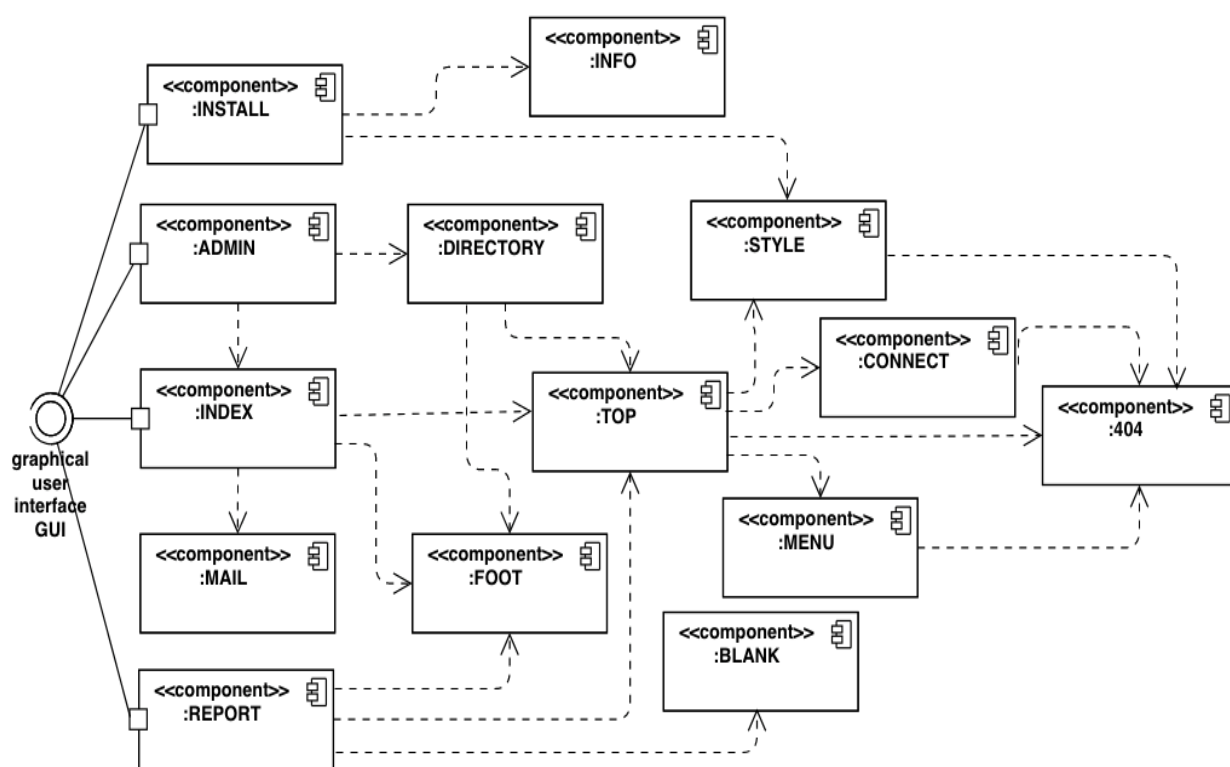 <<component>>
:INFO
<<component>>
:INSTALL
<<component>>
:STYLE
<<component>>
:ADMIN
<<component>>
:DIRECTORY
<<component>>
:CONNECT
<<component>>
:INDEX
<<component>>
:TOP
<<component>>
:404
graphical
user
interface
GUI
<<component>>
:MENU
<<component>>
:MAIL
<<component>>
:FOOT
<<component>>
:BLANK
<<component>>
:REPORT